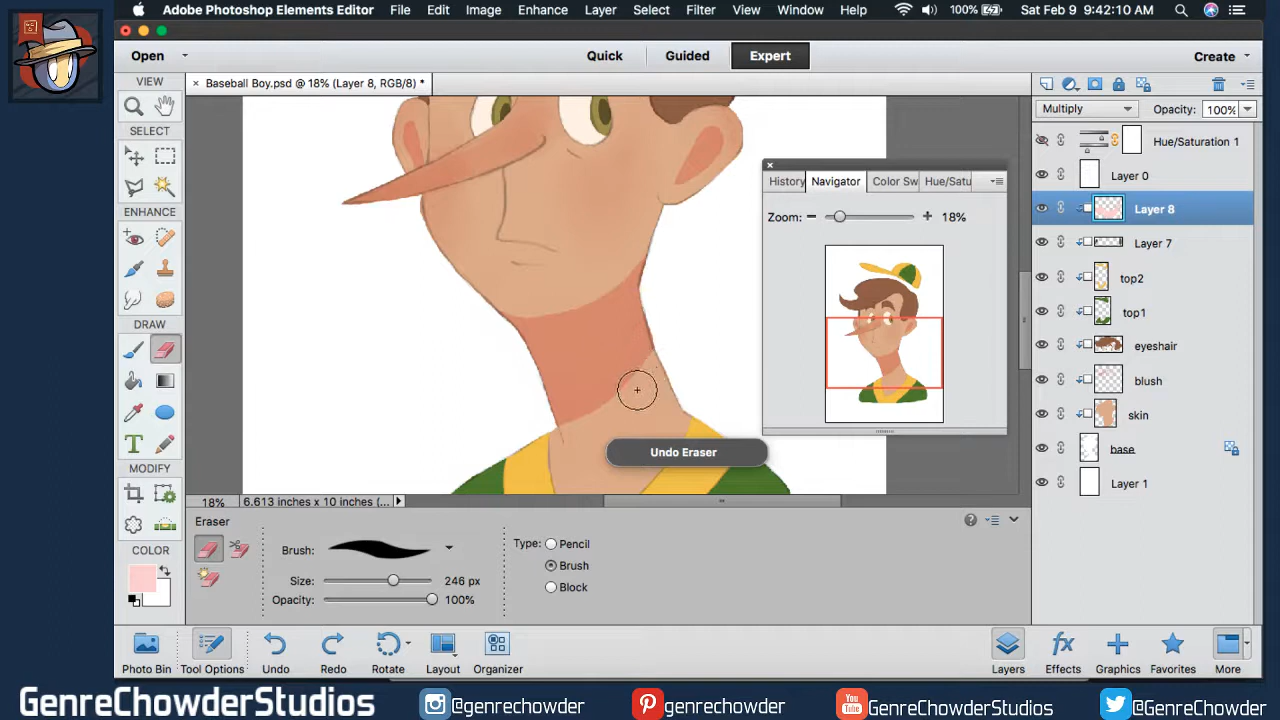 Adobe Photoshop Elements Editor File Edit Image Enhance Layer Select Filter View Window Help 100% Sat Feb 9 9:42:10 AM
Open Quick Guided Expert Create
VIEW × Baseball Boy.psd @ 18% (Layer 8, RGB/8) *
Multiply Opacity: 100%
SELECT
Hue/Saturation 1
Layer 0
History Navigator Color Sw Hue/Satu
Layer 8
ENHANCE
Zoom: 18%
Layer 7
top2
top1
DRAW
eyeshair
blush
skin
T
base
Undo Eraser
MODIFY
Layer 1
18% 6.613 inches x 10 inches (...
Eraser
COLOR
Brush: Type: Pencil
Brush
Size: 246 px
Block
Opacity: 100%
fx
Photo Bin Tool Options Undo Redo Rotate Layout Organizer Layers Effects Graphics Favorites More
GenreChowderStudios @genrechowder genrechowder YouTube GenreChowderStudios @GenreChowder